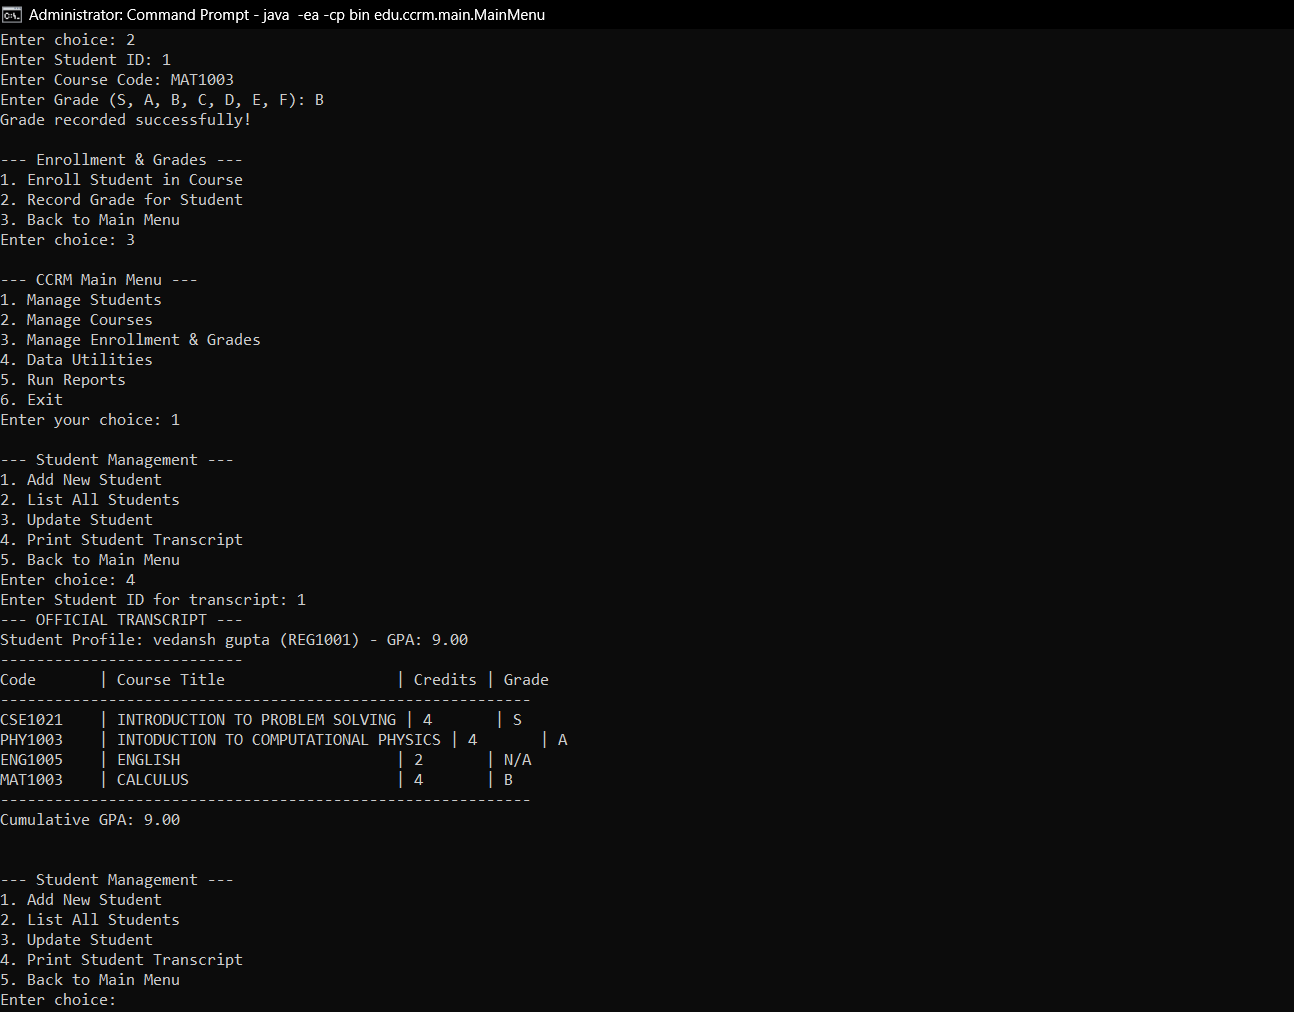 Administrator: Command Prompt - java  -ea -cp bin edu.ccrm.main.MainMenu
Enter choice: 2
Enter Student ID: 1
Enter Course Code: MAT1003
Enter Grade (S, A, B, C, D, E, F): B
Grade recorded successfully!

--- Enrollment & Grades ---
1. Enroll Student in Course
2. Record Grade for Student
3. Back to Main Menu
Enter choice: 3

--- CCRM Main Menu ---
1. Manage Students
2. Manage Courses
3. Manage Enrollment & Grades
4. Data Utilities
5. Run Reports
6. Exit
Enter your choice: 1

--- Student Management ---
1. Add New Student
2. List All Students
3. Update Student
4. Print Student Transcript
5. Back to Main Menu
Enter choice: 4
Enter Student ID for transcript: 1
--- OFFICIAL TRANSCRIPT ---
Student Profile: vedansh gupta (REG1001) - GPA: 9.00
---------------------------
Code       | Course Title                   | Credits | Grade
-----------------------------------------------------------
CSE1021    | INTRODUCTION TO PROBLEM SOLVING | 4       | S
PHY1003    | INTODUCTION TO COMPUTATIONAL PHYSICS | 4       | A
ENG1005    | ENGLISH                        | 2       | N/A
MAT1003    | CALCULUS                       | 4       | B
-----------------------------------------------------------
Cumulative GPA: 9.00

--- Student Management ---
1. Add New Student
2. List All Students
3. Update Student
4. Print Student Transcript
5. Back to Main Menu
Enter choice: